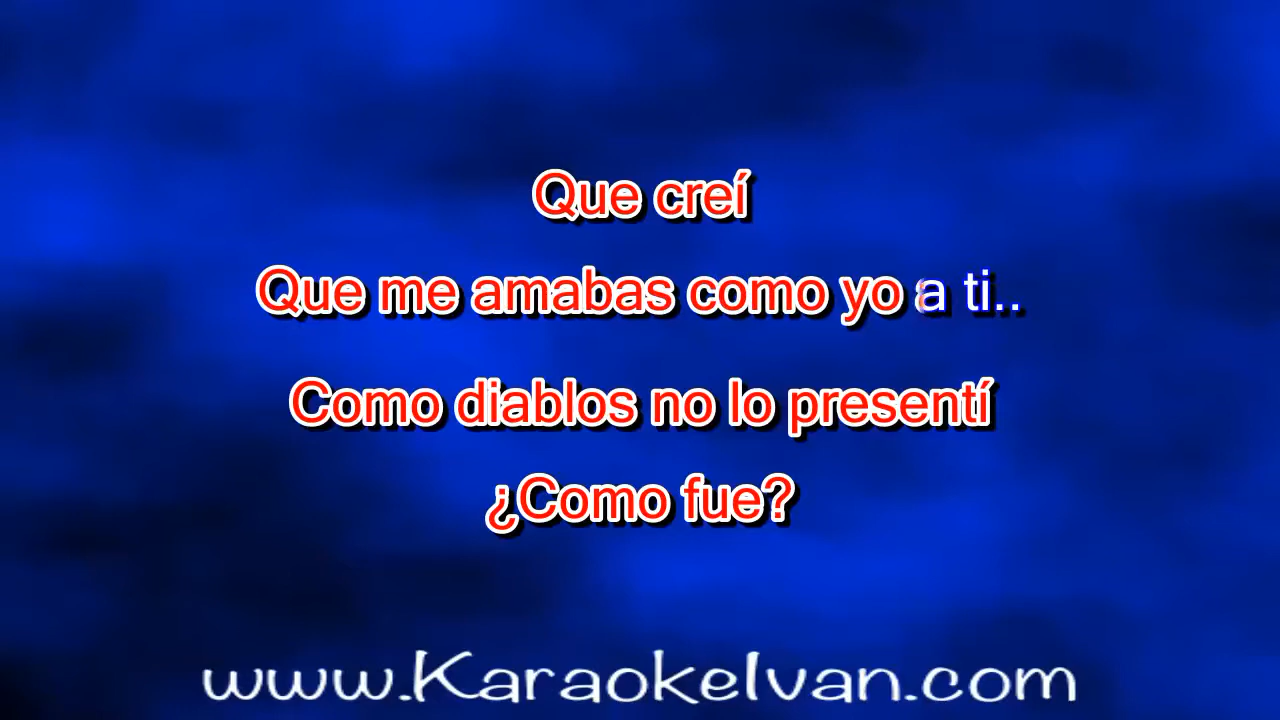 Que creí
Que me amabas como yo a ti..
Como diablos no lo presentí
¿Como fue?
www.KaraokeIvan.com